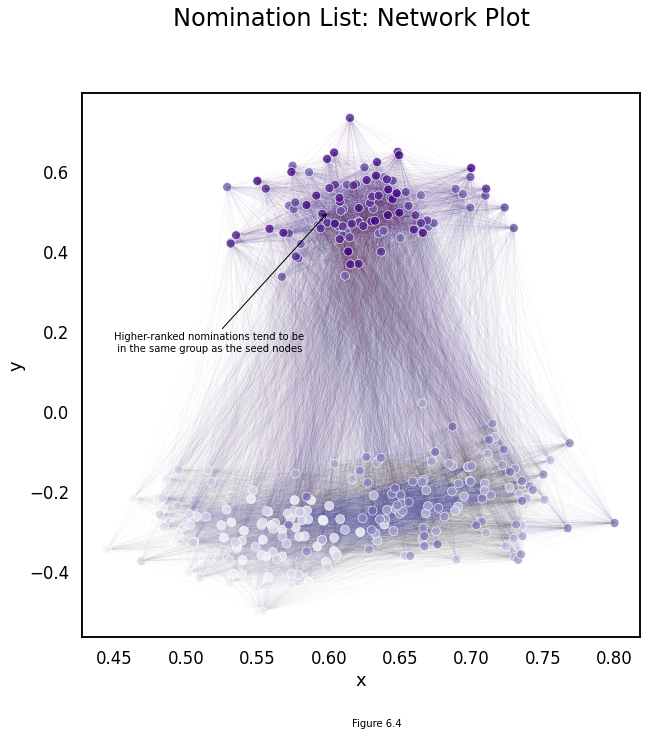 Nomination List: Network Plot
0.6
0.4
0.2
0.0
−0.2
−0.4
y
Higher-ranked nominations tend to be
in the same group as the seed nodes
0.45 0.50 0.55 0.60 0.65 0.70 0.75 0.80
x
Figure 6.4